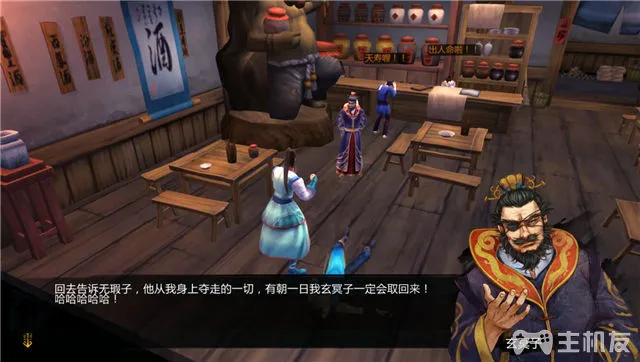 酒
天寿喔！！
出人命啦！！
回去告诉无瑕子，他从我身上夺走的一切，有朝一日我玄冥子一定会取回来！
哈哈哈哈哈！
玄冥子
主机友